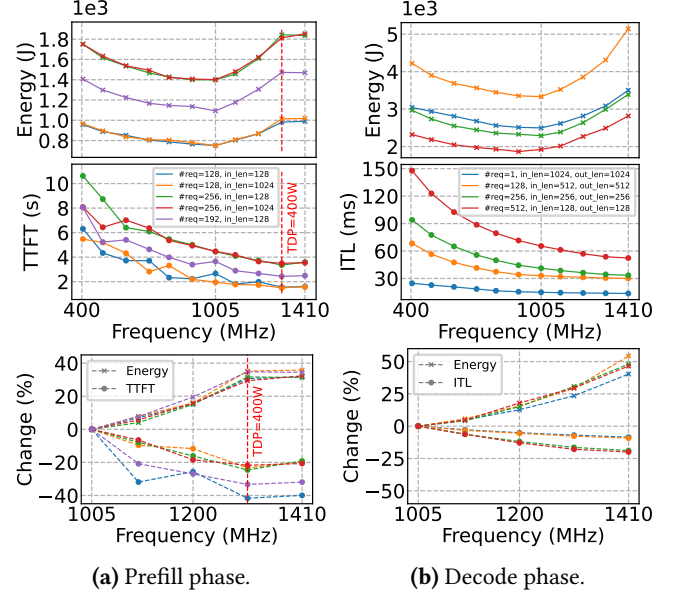 1e3
Energy (J)
1.8
1.6
1.4
1.2
1.0
0.8
TTFT (s)
10
8
6
4
2
#req=128, in_len=128
#req=128, in_len=1024
#req=256, in_len=128
#req=256, in_len=1024
#req=192, in_len=128
TDP=400W
400 1005 1410
Frequency (MHz)
Change (%)
40
20
0
−20
−40
Energy
TTFT
TDP=400W
1005 1200 1410
Frequency (MHz)
(a) Prefill phase.
1e3
Energy (J)
5
4
3
2
ITL (ms)
150
120
90
60
30
#req=1, in_len=1024, out_len=1024
#req=128, in_len=512, out_len=512
#req=256, in_len=256, out_len=256
#req=512, in_len=128, out_len=128
400 1005 1410
Frequency (MHz)
Change (%)
50
25
0
−25
−50
Energy
ITL
1005 1200 1410
Frequency (MHz)
(b) Decode phase.